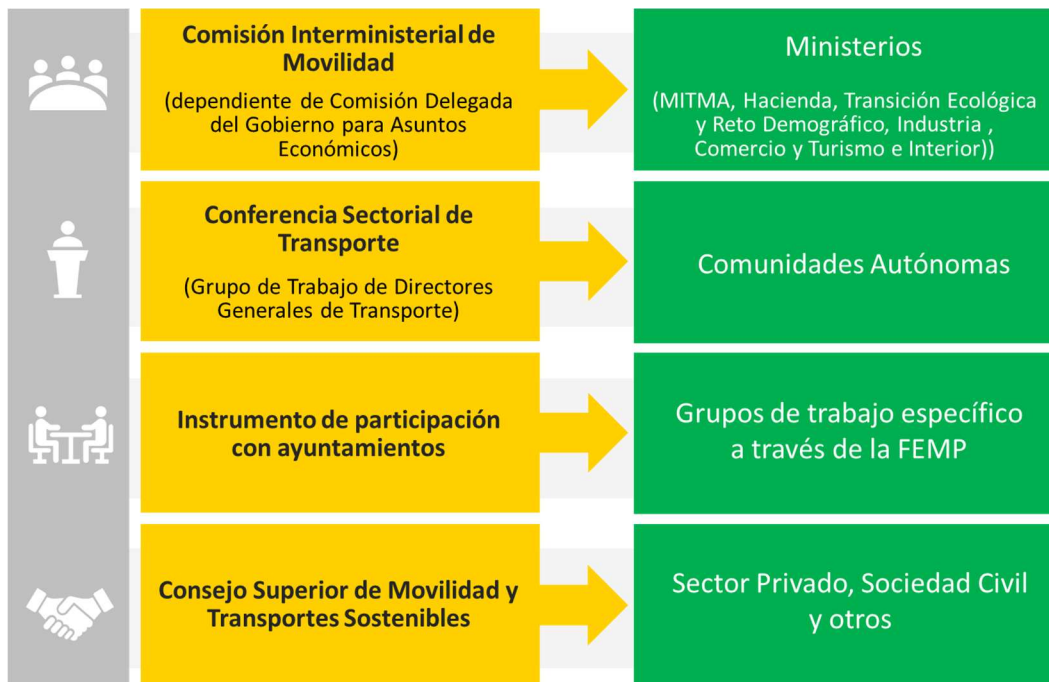 Comisión Interministerial de
Movilidad
(dependiente de Comisión Delegada
del Gobierno para Asuntos
Económicos)
Ministerios
(MITMA, Hacienda, Transición Ecológica
y Reto Demográfico, Industria ,
Comercio y Turismo e Interior))
Conferencia Sectorial de
Transporte
(Grupo de Trabajo de Directores
Generales de Transporte)
Comunidades Autónomas
Instrumento de participación
con ayuntamientos
Grupos de trabajo específico
a través de la FEMP
Consejo Superior de Movilidad y
Transportes Sostenibles
Sector Privado, Sociedad Civil
y otros